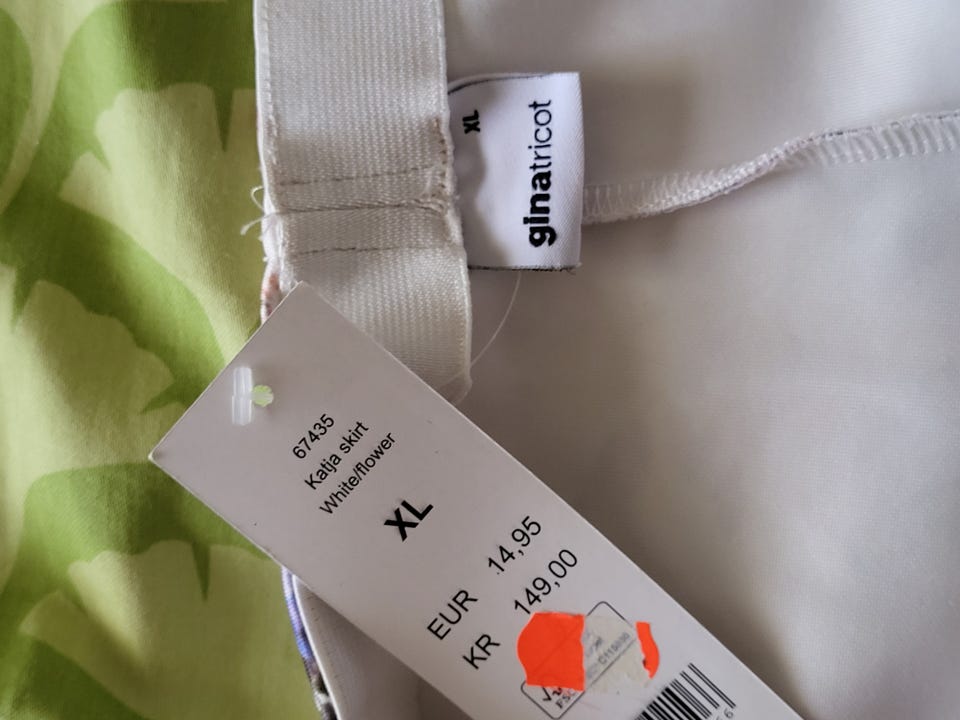 XL
ginatricot
67435
Katja skirt
White/flower
XL
EUR 14,95
KR 149,00